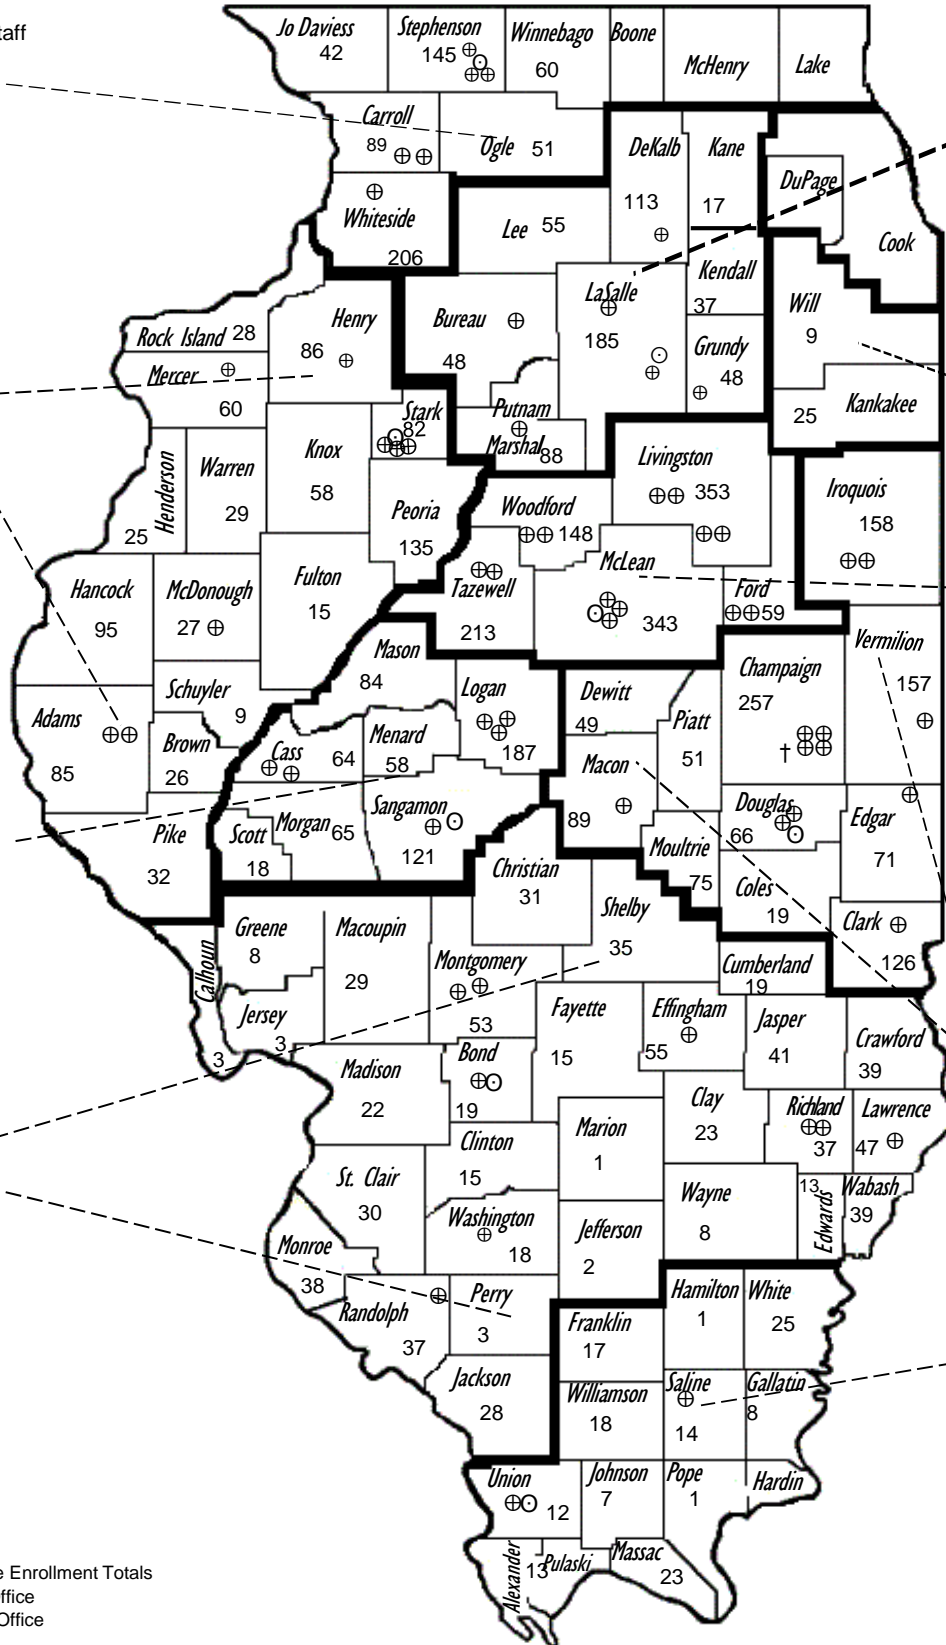 taff
Jo Daviess
42
Stephenson
145
Winnebago
60
Boone
McHenry
Lake
Carroll
89
Ogle 51
DeKalb
113
Kane
17
DuPage
Cook
Whiteside
206
Lee 55
Kendall
37
LaSalle
185
Will
9
Rock Island 28
Henry
86
Bureau
48
Grundy
48
Mercer
60
Kankakee
25
Stark
82
Putnam
Marshal 88
Knox
58
Henderson
25
Warren
29
Livingston
353
Iroquois
158
Peoria
135
Woodford
148
McLean
343
Hancock
95
McDonough
27
Fulton
15
Tazewell
213
Ford
59
Vermilion
157
Mason
84
Champaign
257
†
Schuyler
9
Logan
187
Dewitt
49
Piatt
51
Adams
85
Brown
26
Cass
64
Menard
58
Macon
89
Douglas
66
Edgar
71
Pike
32
Scott
18
Morgan 65
Sangamon
121
Moultrie
75
Christian
31
Coles
19
Shelby
35
Clark
126
Greene
8
Macoupin
29
Calhoun
3
Montgomery
53
Cumberland
19
Jersey
3
Fayette
15
Effingham
55
Jasper
41
Crawford
39
Bond
19
Madison
22
Clay
23
Richland
37
Lawrence
47
Marion
1
Clinton
15
St. Clair
30
Wayne
8
13
Edwards
Wabash
39
Washington
18
Jefferson
2
Monroe
38
Randolph
37
Perry
3
Hamilton
1
White
25
Franklin
17
Jackson
28
Williamson
18
Saline
14
Gallatin
8
Union
12
Johnson
7
Pope
1
Hardin
Alexander
13
Pulaski
Massac
23
e Enrollment Totals
ffice
Office